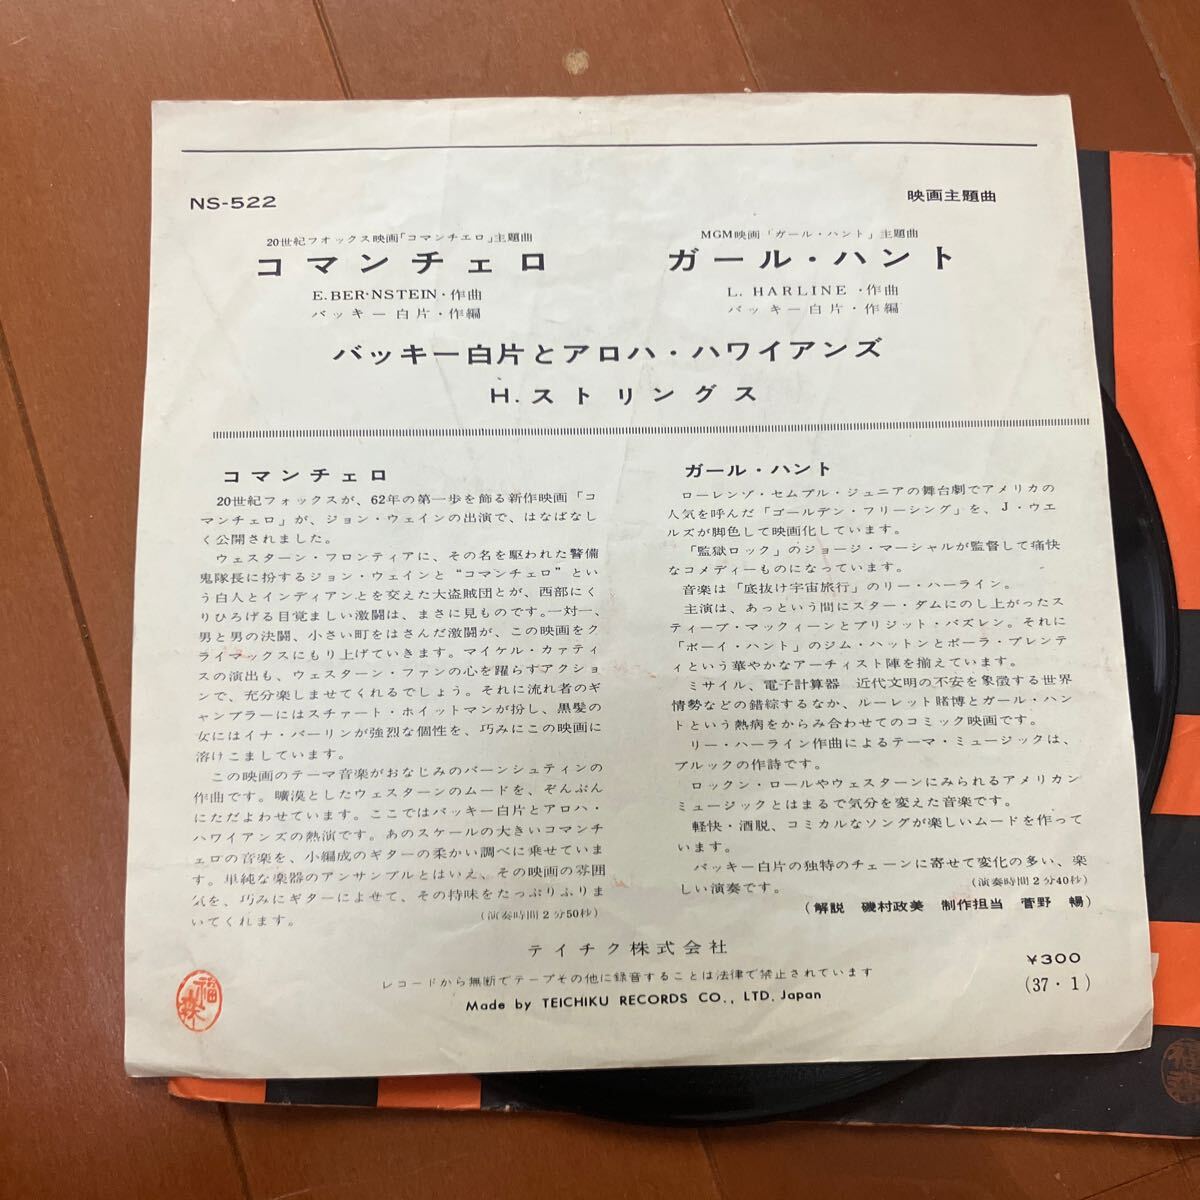 NS-522
映画主題曲
20世紀フオックス映画「コマンチエロ」主題曲
コマンチェロ
E.BER·NSTEIN・作曲
バッキー白片・作編
MGM映画「ガール・ハント」主題曲
ガール・ハント
L. HARLINE・作曲
バッキー白片・作編
バッキー白片とアロハ・ハワイアンズ
H.ストリングス
コマンチェロ
20世紀フォックスが、62年の第一歩を飾る新作映画「コ
マンチェロ」が、ジョン・ウェインの出演で、はなばなし
く公開されました。
ウェスターン・フロンティアに、その名を駆われた警備
鬼隊長に扮するジョン・ウェインと“コマンチェロ”とい
う白人とインディアンとを交えた大盗賊団とが、西部にく
りひろげる目覚ましい激闘は、まさに見ものです。一対一、
男と男の決闘、小さい町をはさんだ激闘が、この映画をク
ライマックスにもり上げていきます。マイケル・カァティ
スの演出も、ウェスターン・ファンの心を躍らすアクショ
ンで、充分楽しませてくれるでしょう。それに流れ者のギ
ャンブラーにはスチァート・ホイットマンが扮し、黒髪の
女にはイナ・バーリンが強烈な個性を、巧みにこの映画に
溶けこましています。
この映画のテーマ音楽がおなじみのバーンシュティンの
作曲です。曠漠としたウェスターンのムードを、ぞんぶん
にただよわせています。ここではバッキー白片とアロハ・
ハワイアンズの熱演です。あのスケールの大きいコマンチ
ェロの音楽を、小編成のギターの柔かい調べに乗せていま
す。単純な楽器のアンサンブルとはいえ、その映画の雰囲
気を、巧みにギターによせて、その持味をたっぷりふりま
いてくれます。
(演奏時間2分50秒)
ガール・ハント
ローレンゾ・セムプル・ジュニアの舞台劇でアメリカの
人気を呼んだ「ゴールデン・フリーシング」を、J・ウエ
ルズが脚色して映画化しています。
「監獄ロック」のジョージ・マーシャルが監督して痛快
なコメディーものになっています。
音楽は「底抜け宇宙旅行」のリー・ハーライン。
主演は、あっという間にスター・ダムにのし上がったス
ティーブ・マックィーンとブリジット・バズレン。それに
「ボーイ・ハント」のジム・ハットンとポーラ・ブレンテ
ィという華やかなアーチィスト陣を揃えています。
ミサイル、電子計算器 近代文明の不安を象徴する世界
情勢などの錯綜するなか、ルーレット賭博とガール・ハン
トという熱病をからみ合わせてのコミック映画です。
リー・ハーライン作曲によるテーマ・ミュージックは、
ブルックの作詩です。
ロックン・ロールやウェスターンにみられるアメリカン
ミュージックとはまるで気分を変えた音楽です。
軽快・酒脱、コミカルなソングが楽しいムードを作って
います。
バッキー白片の独特のチェーンに寄せて変化の多い、楽
しい演奏です。
(演奏時間2分40秒)
(解説 磯村政美 制作担当 菅野 暢)
テイチク株式会社
レコードから無断でテープその他に録音することは法律で禁止されています
Made by TEICHIKU RECORDS CO., LTD. Japan
¥300
(37・1)
福森